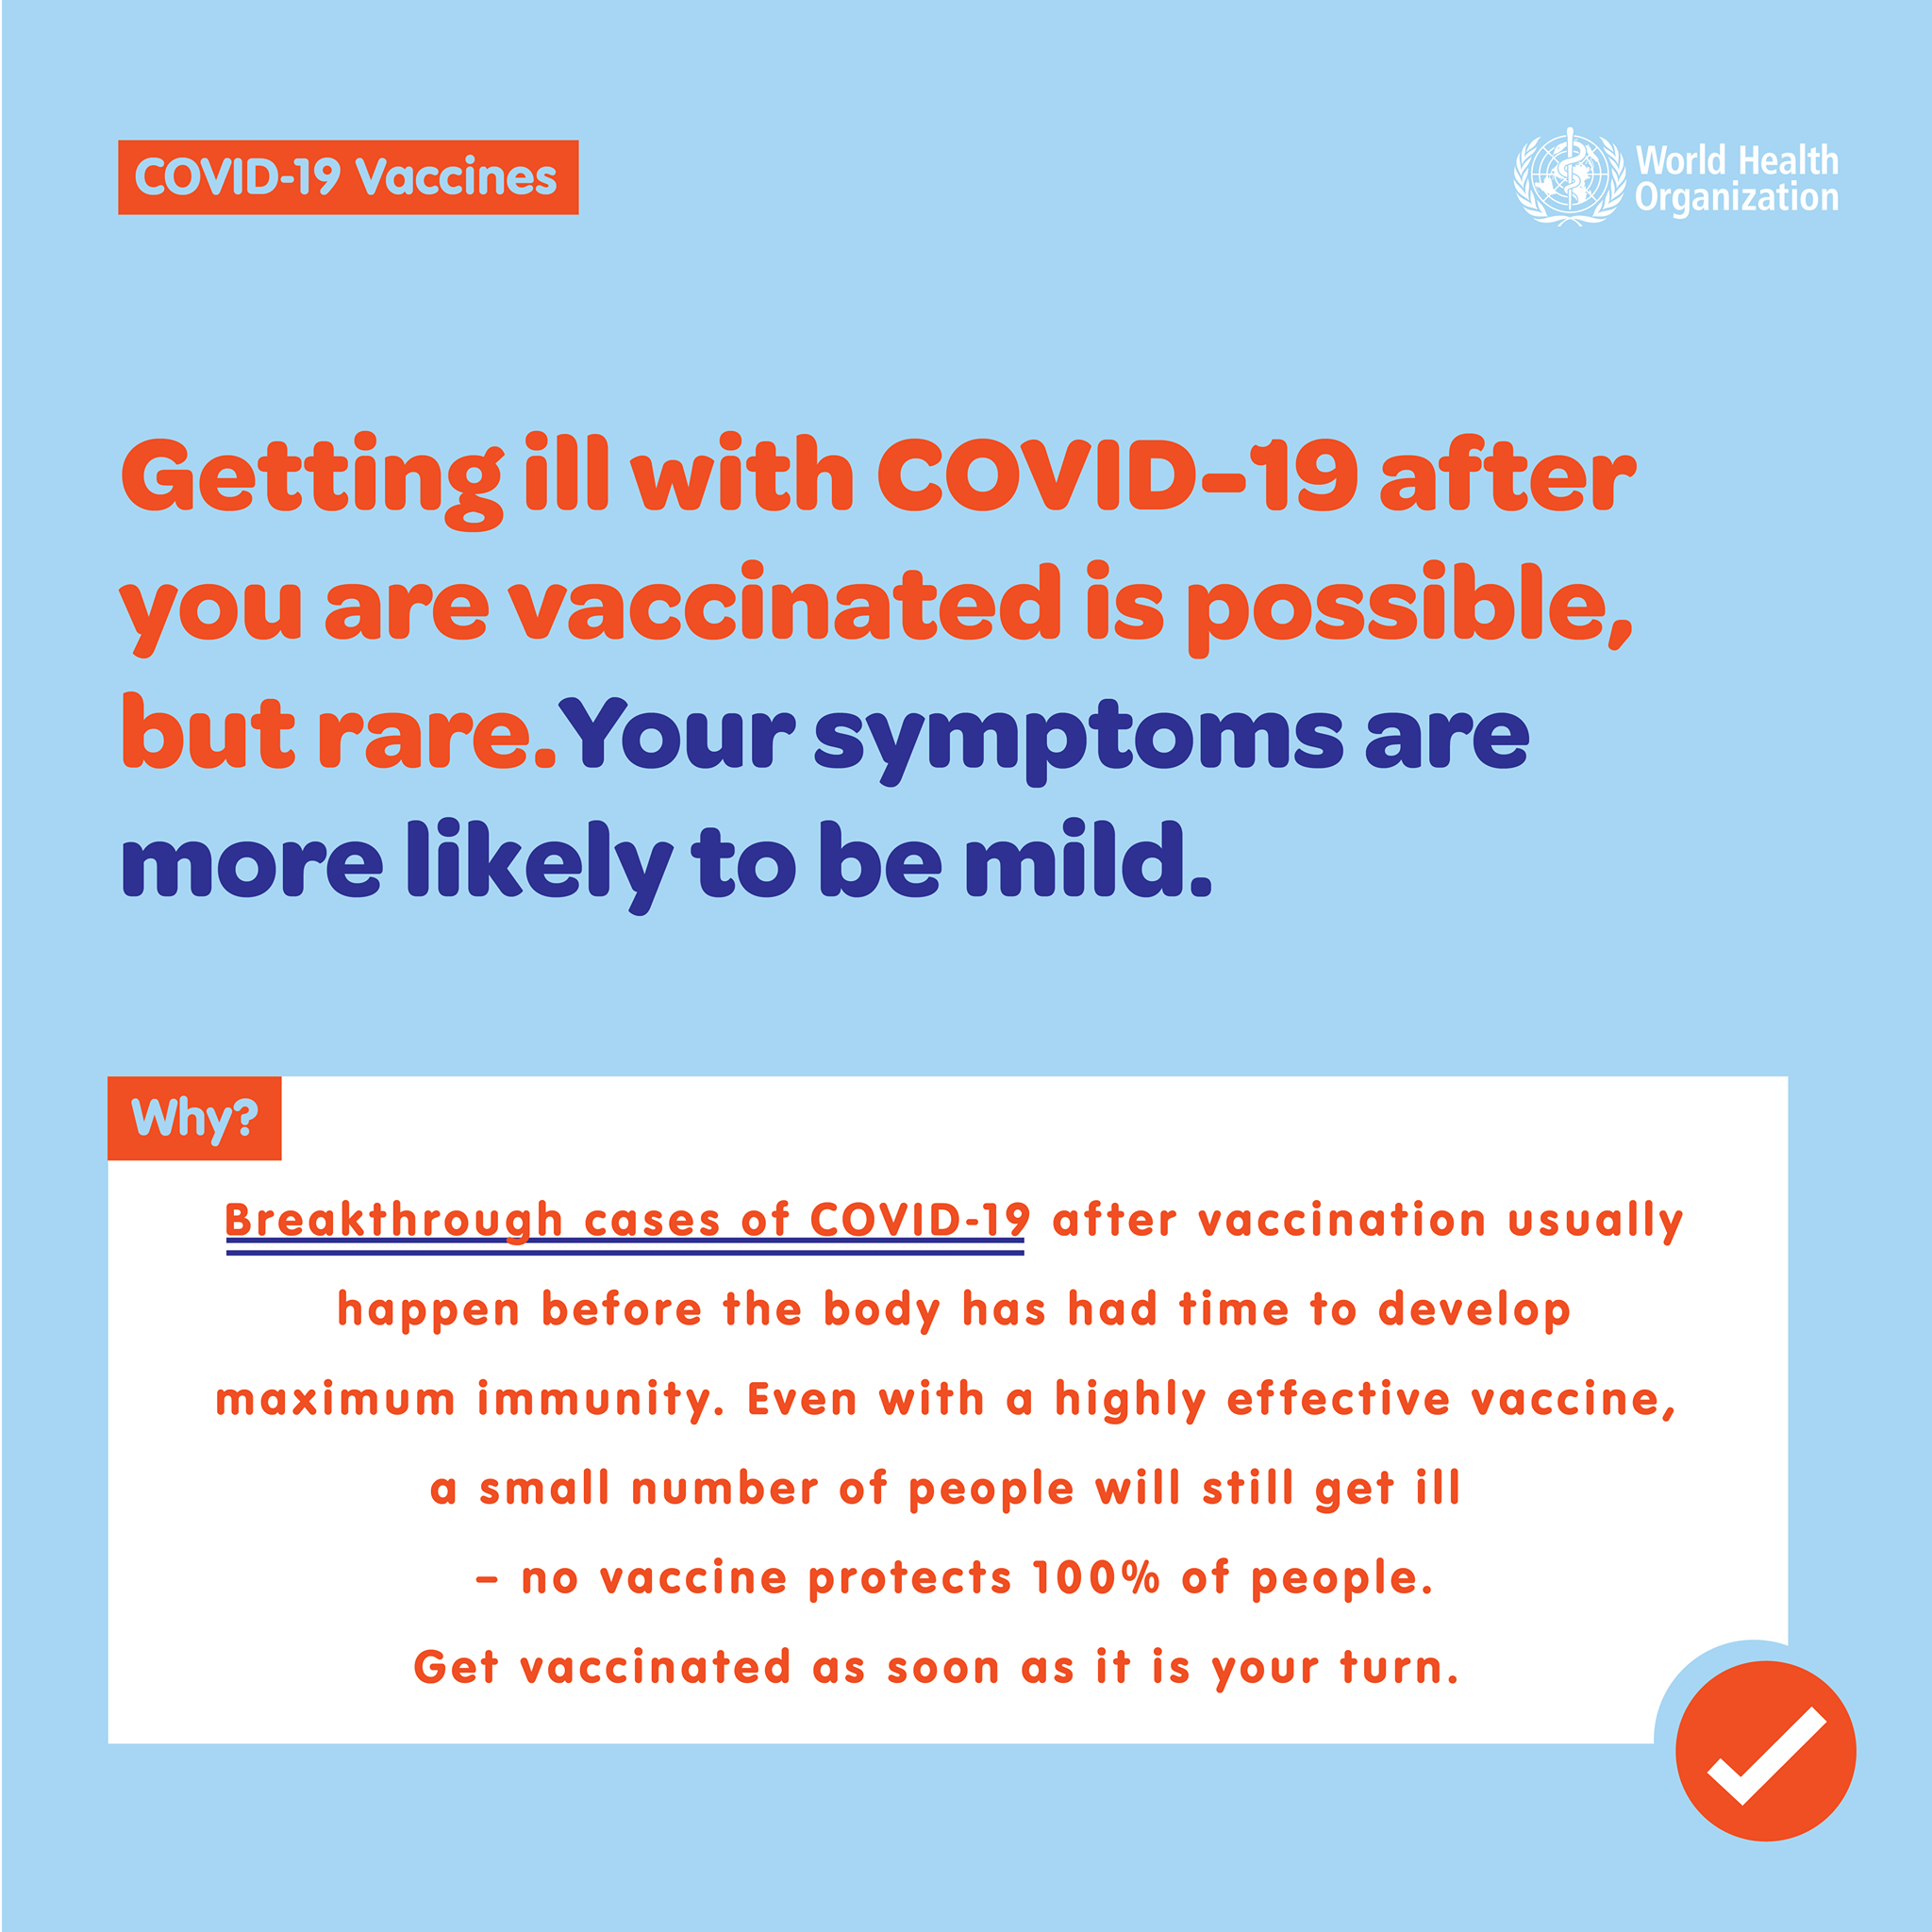 COVID-19 Vaccines
World Health
Organization
Getting ill with COVID-19 after
you are vaccinated is possible,
but rare. Your symptoms are
more likely to be mild.
Why?
Breakthrough cases of COVID-19 after vaccination usually
happen before the body has had time to develop
maximum immunity. Even with a highly effective vaccine,
a small number of people will still get ill
– no vaccine protects 100% of people.
Get vaccinated as soon as it is your turn.